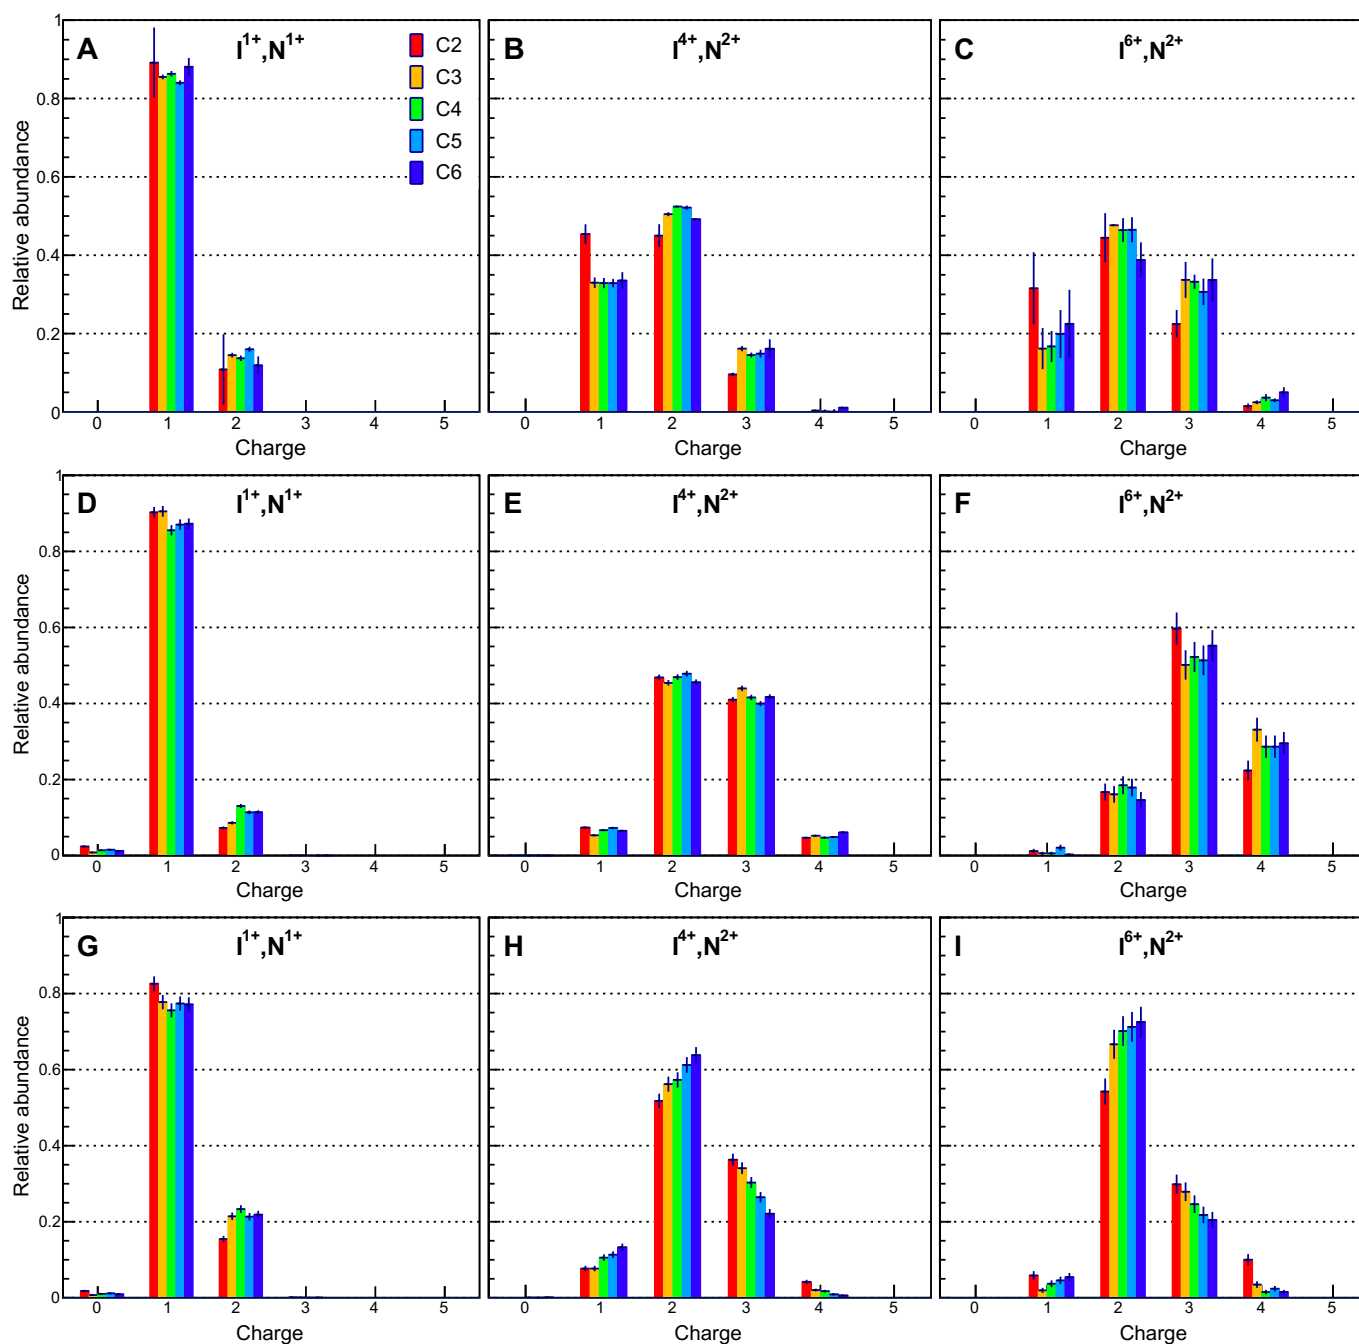 A
I1+,N1+
C2
C3
C4
C5
C6
Relative abundance
1
0.8
0.6
0.4
0.2
0
0 1 2 3 4 5
Charge
B
I4+,N2+
1 2 3 4 5
Charge
C
I6+,N2+
0 1 2 3 4 5
Charge
D
I1+,N1+
Relative abundance
1
0.8
0.6
0.4
0.2
0
0 1 2 3 4 5
Charge
E
I4+,N2+
1 2 3 4 5
Charge
F
I6+,N2+
0 1 2 3 4 5
Charge
G
I1+,N1+
Relative abundance
1
0.8
0.6
0.4
0.2
0
0 1 2 3 4 5
Charge
H
I4+,N2+
1 2 3 4 5
Charge
I
I6+,N2+
0 1 2 3 4 5
Charge